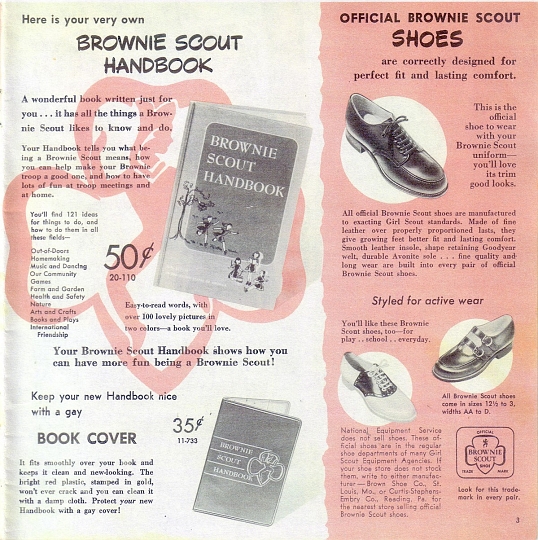 Here is your very own
BROWNIE SCOUT
HANDBOOK
A wonderful book written just for
you . . . it has all the things a Brow-
nie Scout likes to know and do.
Your Handbook tells you what be-
ing a Brownie Scout means, how
you can help make your Brownie
troop a good one, and how to have
lots of fun at troop meetings and
at home.
You'll find 121 ideas
for things to do, and
how to do them in all
these fields—
Out-of-Doors
Homemaking
Music and Dancing
Our Community
Games
Farm and Garden
Health and Safety
Nature
Arts and Crafts
Books and Plays
International
Friendship
50¢
20-110
BROWNIE
SCOUT
HANDBOOK
Easy-to-read words, with
over 100 lovely pictures in
two colors—a book you'll love.
Your Brownie Scout Handbook shows how you
can have more fun being a Brownie Scout!
Keep your new Handbook nice
with a gay
BOOK COVER
35¢
11-733
It fits smoothly over your book and
keeps it clean and new-looking. The
bright red plastic, stamped in gold,
won't ever crack and you can clean it
with a damp cloth. Protect your new
Handbook with a gay cover!
BROWNIE
SCOUT
HANDBOOK
OFFICIAL BROWNIE SCOUT
SHOES
are correctly designed for
perfect fit and lasting comfort.
This is the
official
shoe to wear
with your
Brownie Scout
uniform—
you'll love
its trim
good looks.
All official Brownie Scout shoes are manufactured
to exacting Girl Scout standards. Made of fine
leather over properly proportioned lasts, they
give growing feet better fit and lasting comfort.
Smooth leather insole, shape retaining Goodyear
welt, durable Avonite sole . . . fine quality and
long wear are built into every pair of official
Brownie Scout shoes.
Styled for active wear
You'll like these Brownie
Scout shoes, too—for
play . . school . . everyday.
All Brownie Scout shoes
come in sizes 12½ to 3,
widths AA to D.
National Equipment Service
does not sell shoes. These of-
ficial shoes are in the regular
shoe departments of many Girl
Scout Equipment Agencies. If
your shoe store does not stock
them, write to either manufac-
turer—Brown Shoe Co., St.
Louis, Mo., or Curtis-Stephens-
Embry Co., Reading, Pa. for
the nearest store selling official
Brownie Scout shoes.
OFFICIAL
BROWNIE
SCOUT
SHOE
TRADE MARK
Look for this trade-
mark in every pair.
3